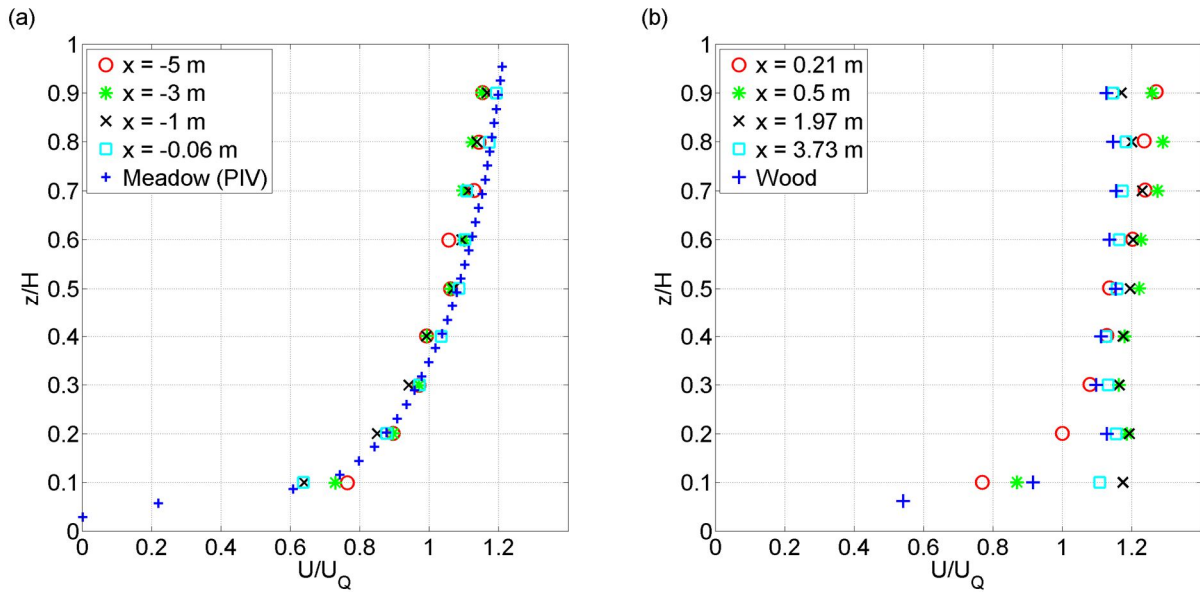 (a)
1
0.9
0.8
0.7
0.6
0.5
0.4
0.3
0.2
0.1
0
z/H
x = -5 m
x = -3 m
x = -1 m
x = -0.06 m
Meadow (PIV)
0 0.2 0.4 0.6 0.8 1 1.2
U/U_Q
(b)
1
0.9
0.8
0.7
0.6
0.5
0.4
0.3
0.2
0.1
0
z/H
x = 0.21 m
x = 0.5 m
x = 1.97 m
x = 3.73 m
Wood
0 0.2 0.4 0.6 0.8 1 1.2
U/U_Q